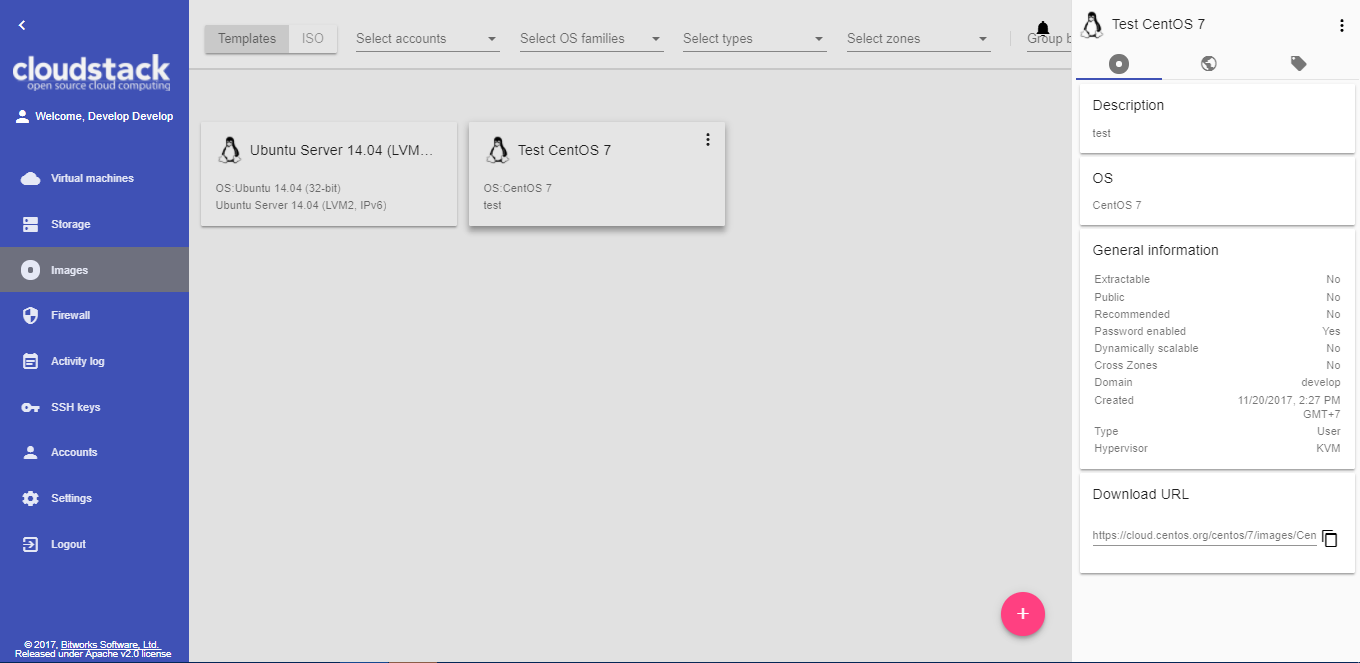 cloudstack
open source cloud computing
Welcome, Develop Develop
Virtual machines
Storage
Images
Firewall
Activity log
SSH keys
Accounts
Settings
Logout
© 2017, Bitworks Software, Ltd.
Released under Apache v2.0 license
Templates ISO Select accounts Select OS families Select types Select zones Group b
Ubuntu Server 14.04 (LVM...
OS:Ubuntu 14.04 (32-bit)
Ubuntu Server 14.04 (LVM2, IPv6)
Test CentOS 7
OS:CentOS 7
test
+
Test CentOS 7
Description
test
OS
CentOS 7
General information
Extractable No
Public No
Recommended No
Password enabled Yes
Dynamically scalable No
Cross Zones No
Domain develop
Created 11/20/2017, 2:27 PM
GMT+7
Type User
Hypervisor KVM
Download URL
https://cloud.centos.org/centos/7/images/Cen